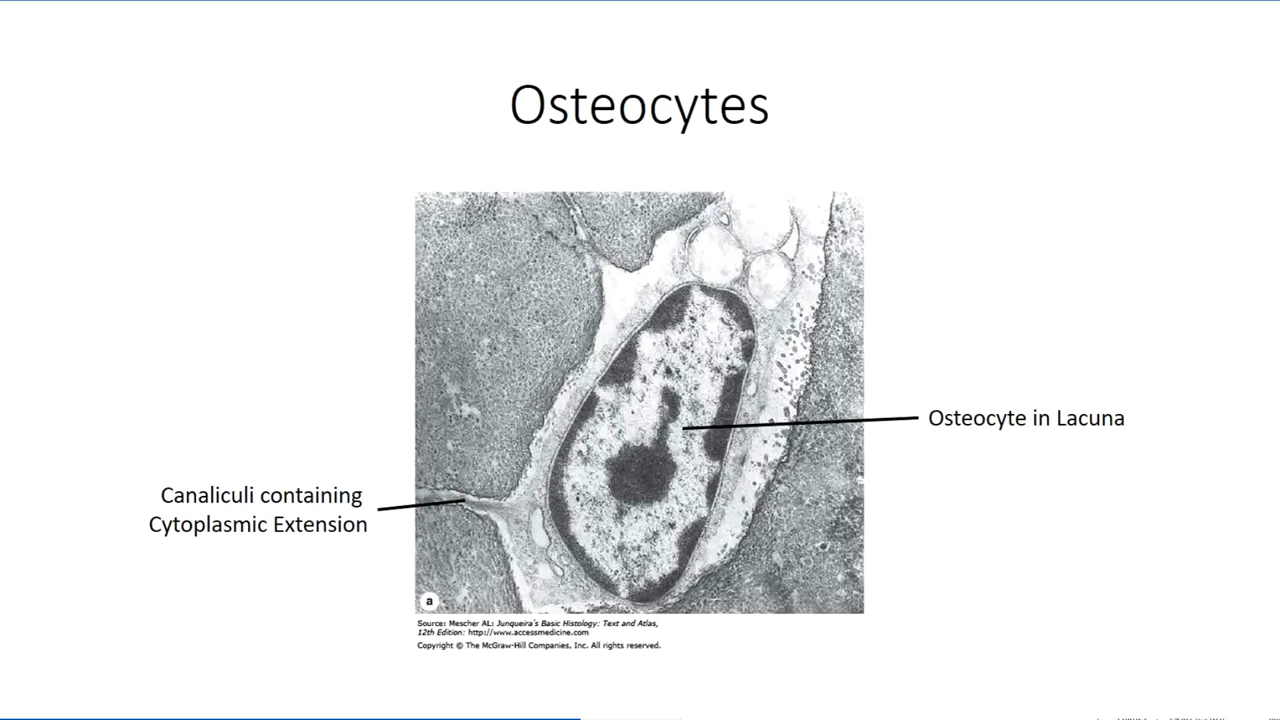 Osteocytes
Osteocyte in Lacuna
Canaliculi containing
Cytoplasmic Extension
a
Source: Mescher AL: Junqueira's Basic Histology: Text and Atlas,
12th Edition: http://www.accessmedicine.com
Copyright © The McGraw-Hill Companies, Inc. All rights reserved.